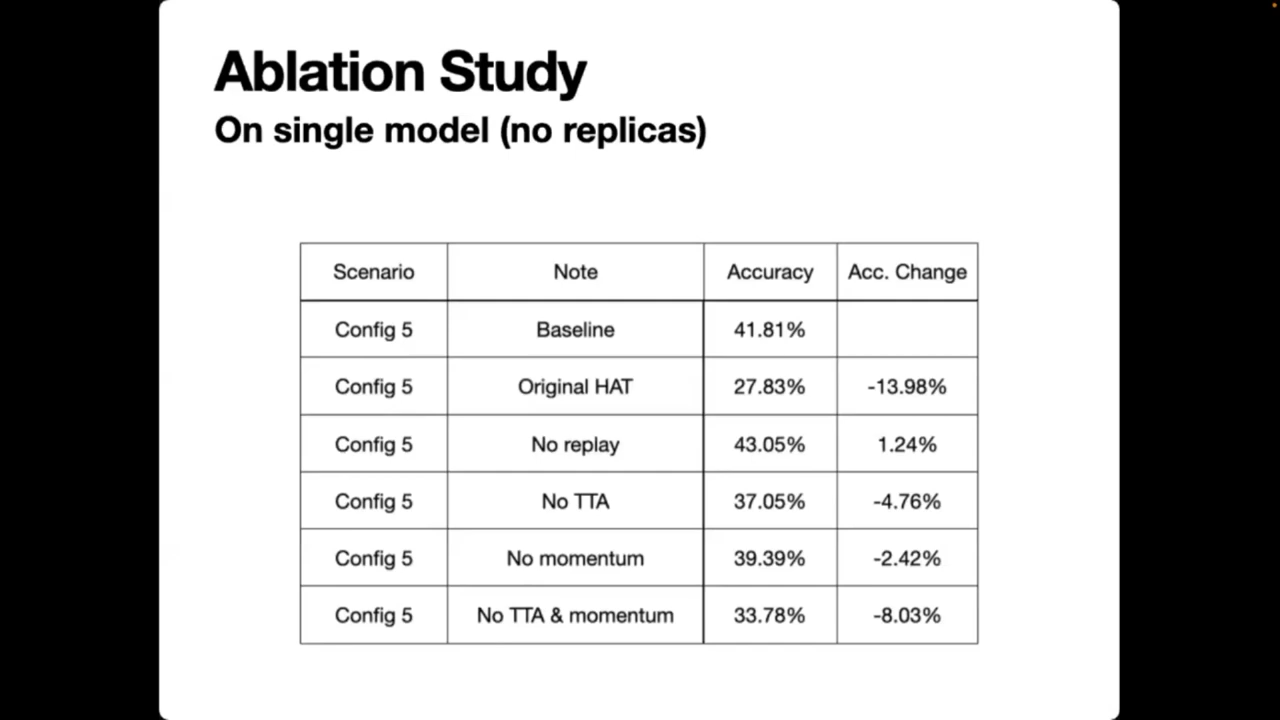 Ablation Study
On single model (no replicas)
Scenario Note Accuracy Acc. Change
Config 5 Baseline 41.81%
Config 5 Original HAT 27.83% -13.98%
Config 5 No replay 43.05% 1.24%
Config 5 No TTA 37.05% -4.76%
Config 5 No momentum 39.39% -2.42%
Config 5 No TTA & momentum 33.78% -8.03%